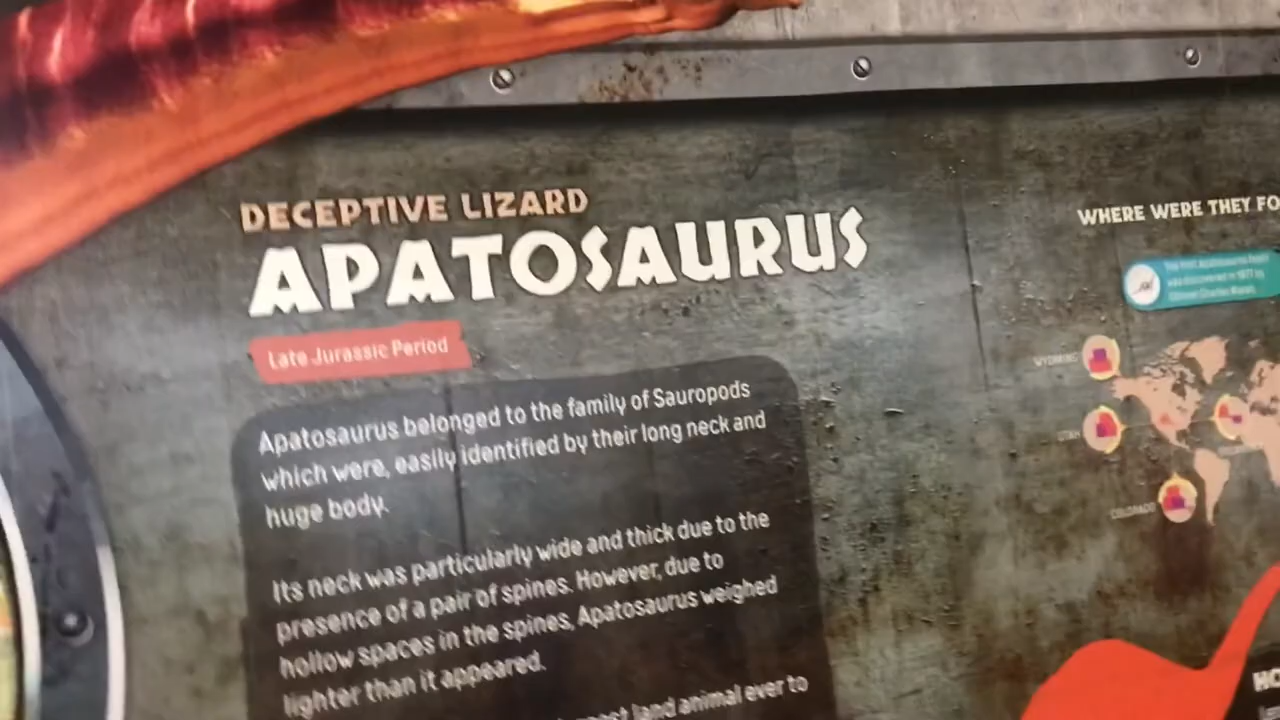 DECEPTIVE LIZARD
APATOSAURUS
Late Jurassic Period
Apatosaurus belonged to the family of Sauropods
which were, easily identified by their long neck and
huge body.
Its neck was particularly wide and thick due to the
presence of a pair of spines. However, due to
hollow spaces in the spines, Apatosaurus weighed
lighter than it appeared.
land animal ever to
WHERE WERE THEY FO
WYOMING
UTAH
COLORADO
HO